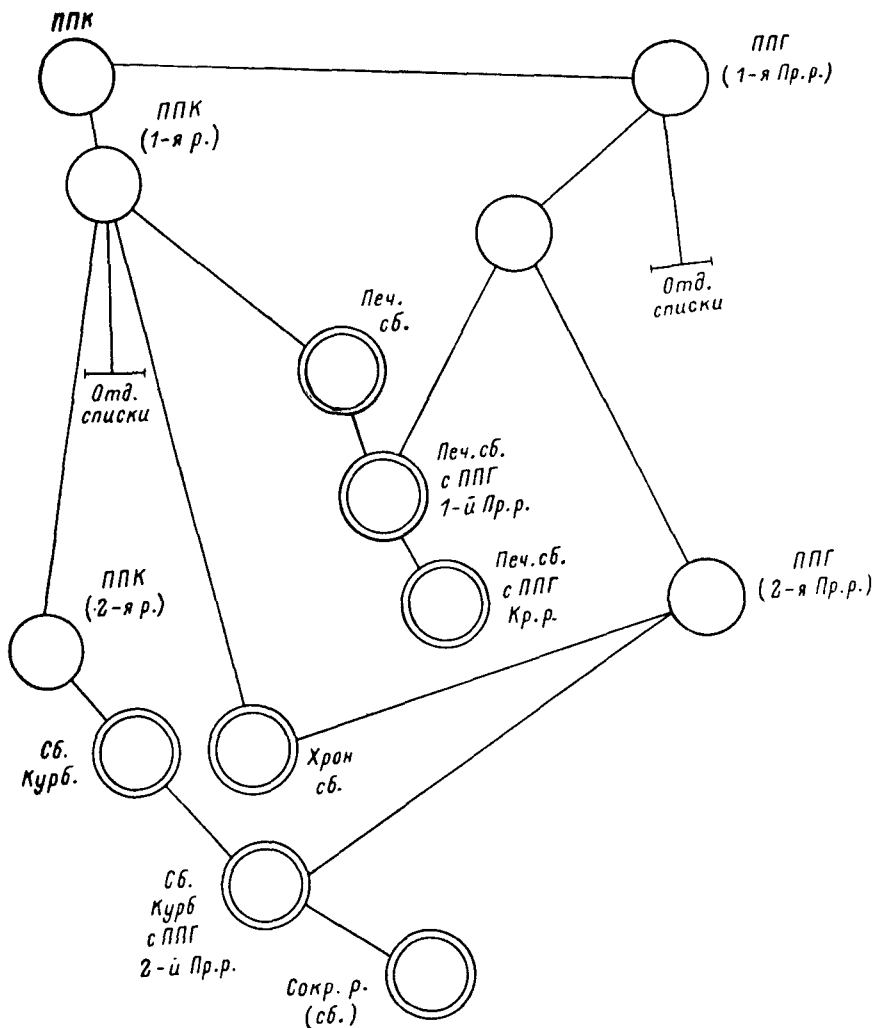 ППК
ППГ
(1-я Пр.р.)
ППК
(1-я р.)
Отд.
списки
Печ.
сб.
Отд.
списки
Печ.сб.
с ППГ
1-й Пр.р.
Печ.сб.
с ППГ
Кр.р.
ППГ
(2-я Пр.р.)
ППК
(2-я р.)
Сб.
Курб.
Хрон
сб.
Сб.
Курб
с ППГ
2-й Пр.р.
Сокр. р.
(сб.)